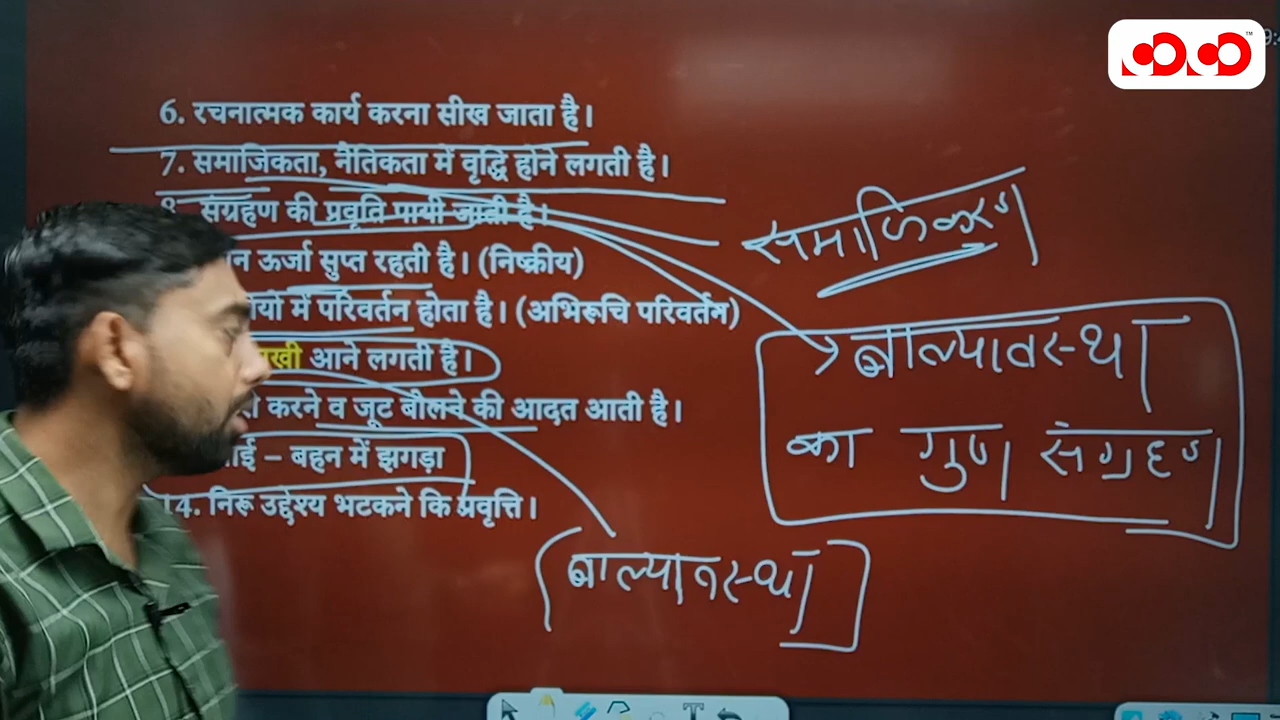 6. रचनात्मक कार्य करना सीख जाता है।
7. समाजिकता, नैतिकता में वृद्धि होने लगती है।
8. संग्रहण की प्रवृति पायी जाती है।
ऊर्जा सुप्त रहती है। (निष्क्रीय)
में परिवर्तन होता है। (अभिरूचि परिवर्तन)
आने लगती है।
करने व जूट बौलने की आदत आती है।
– बहन में झगड़ा
14. निरू उद्देश्य भटकने कि प्रवृत्ति।
समाजिकरण
बाल्यावस्था
का गुण संग्रहण
बाल्यावस्था